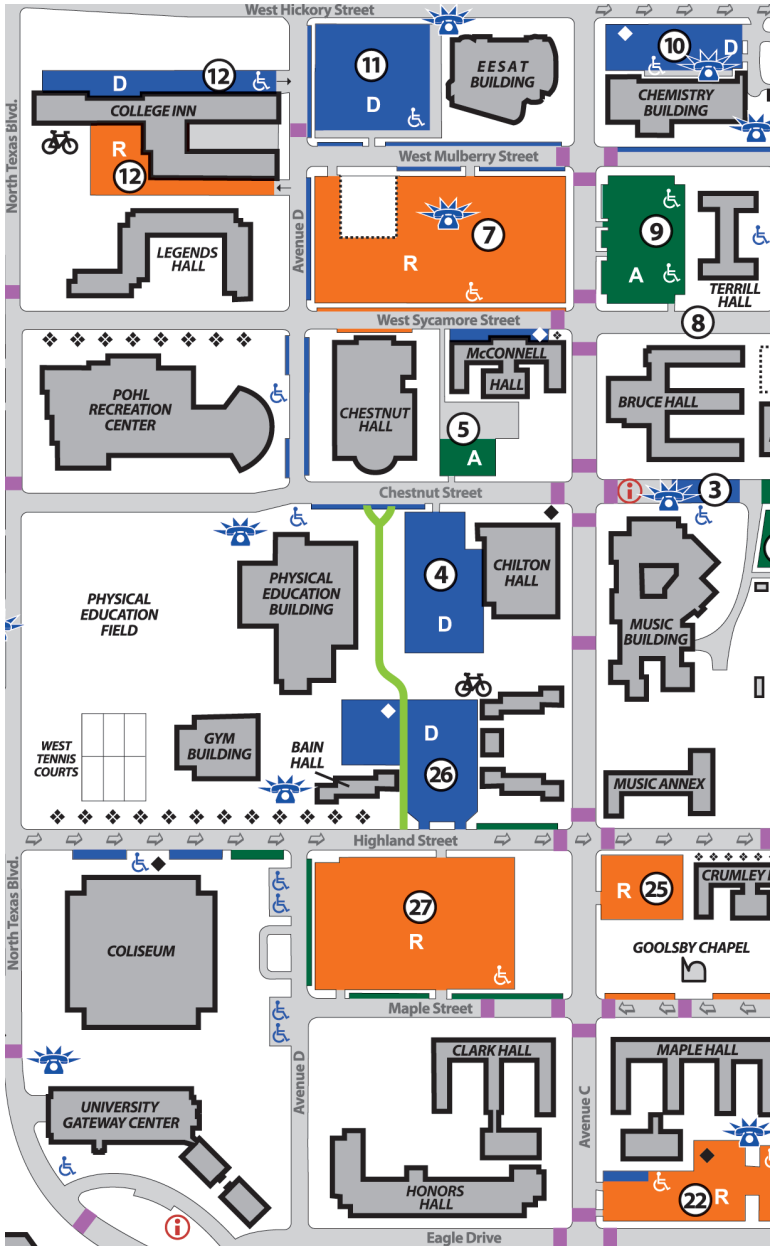 West Hickory Street
North Texas Blvd.
D
12
COLLEGE INN
R
12
LEGENDS
HALL
Avenue D
11
D
EESAT
BUILDING
10
D
CHEMISTRY
BUILDING
West Mulberry Street
7
R
9
A
TERRILL
HALL
West Sycamore Street
8
POHL
RECREATION
CENTER
CHESTNUT
HALL
McCONNELL
HALL
5
A
BRUCE HALL
Chestnut Street
i
3
PHYSICAL
EDUCATION
FIELD
PHYSICAL
EDUCATION
BUILDING
4
D
CHILTON
HALL
MUSIC
BUILDING
WEST
TENNIS
COURTS
GYM
BUILDING
BAIN
HALL
D
26
MUSIC ANNEX
Highland Street
North Texas Blvd.
COLISEUM
27
R
R
25
CRUMLEY
GOOLSBY CHAPEL
Maple Street
Avenue D
CLARK HALL
Avenue C
MAPLE HALL
UNIVERSITY
GATEWAY CENTER
HONORS
HALL
22
R
i
Eagle Drive